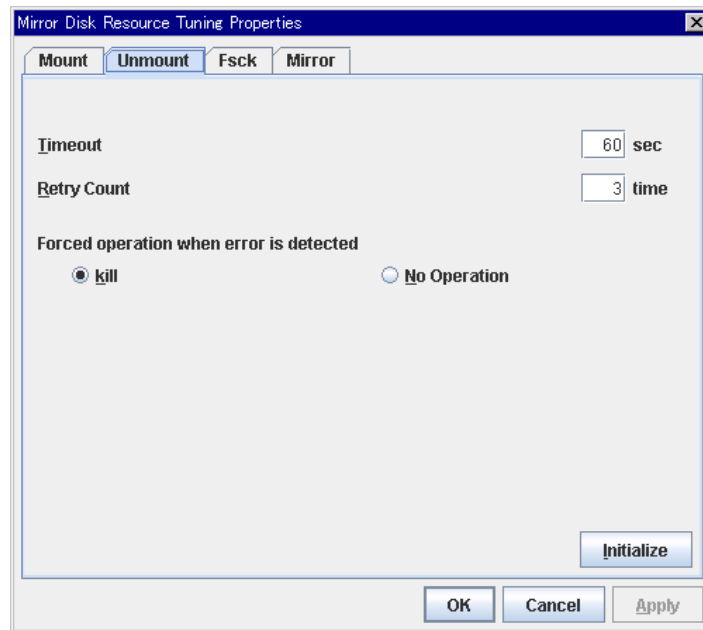 Mirror Disk Resource Tuning Properties
Mount Unmount Fsck Mirror
Timeout 60 sec
Retry Count 3 time
Forced operation when error is detected
kill No Operation
Initialize
OK Cancel Apply